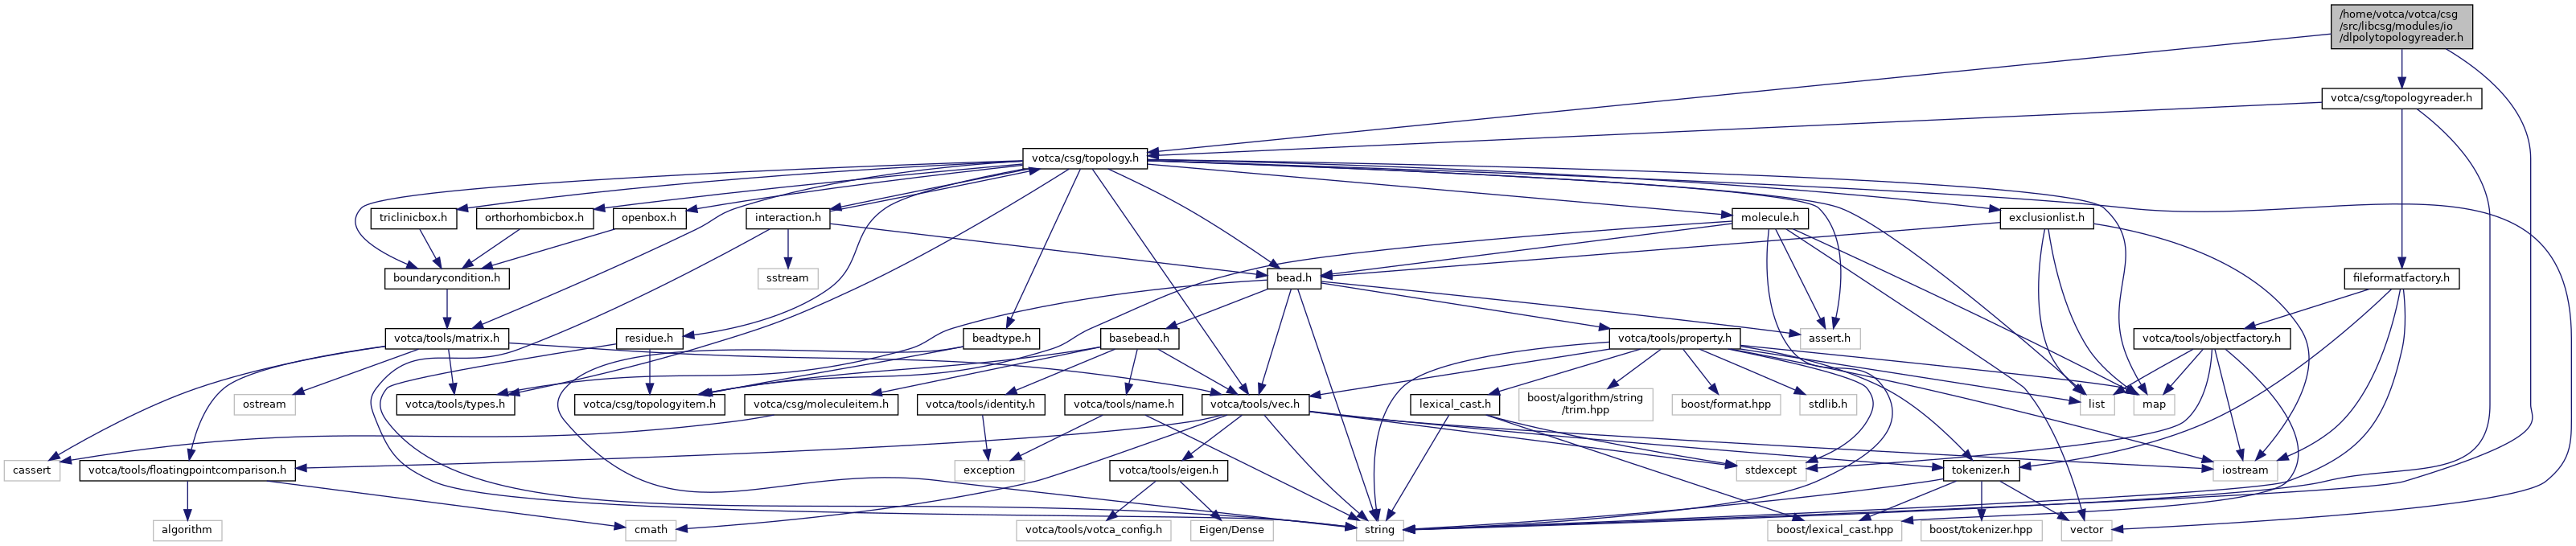 /home/votca/votca/csg
/src/libcsg/modules/io
/dlpolytopologyreader.h
votca/csg/topologyreader.h
votca/csg/topology.h
triclinicbox.h
orthorhombicbox.h
openbox.h
interaction.h
molecule.h
exclusionlist.h
boundarycondition.h
sstream
bead.h
fileformatfactory.h
votca/tools/matrix.h
residue.h
beadtype.h
basebead.h
votca/tools/property.h
assert.h
votca/tools/objectfactory.h
ostream
votca/tools/types.h
votca/csg/topologyitem.h
votca/csg/moleculeitem.h
votca/tools/identity.h
votca/tools/name.h
votca/tools/vec.h
lexical_cast.h
boost/algorithm/string
/trim.hpp
boost/format.hpp
stdlib.h
list
map
cassert
votca/tools/floatingpointcomparison.h
exception
votca/tools/eigen.h
stdexcept
tokenizer.h
iostream
algorithm
cmath
votca/tools/votca_config.h
Eigen/Dense
string
boost/lexical_cast.hpp
boost/tokenizer.hpp
vector